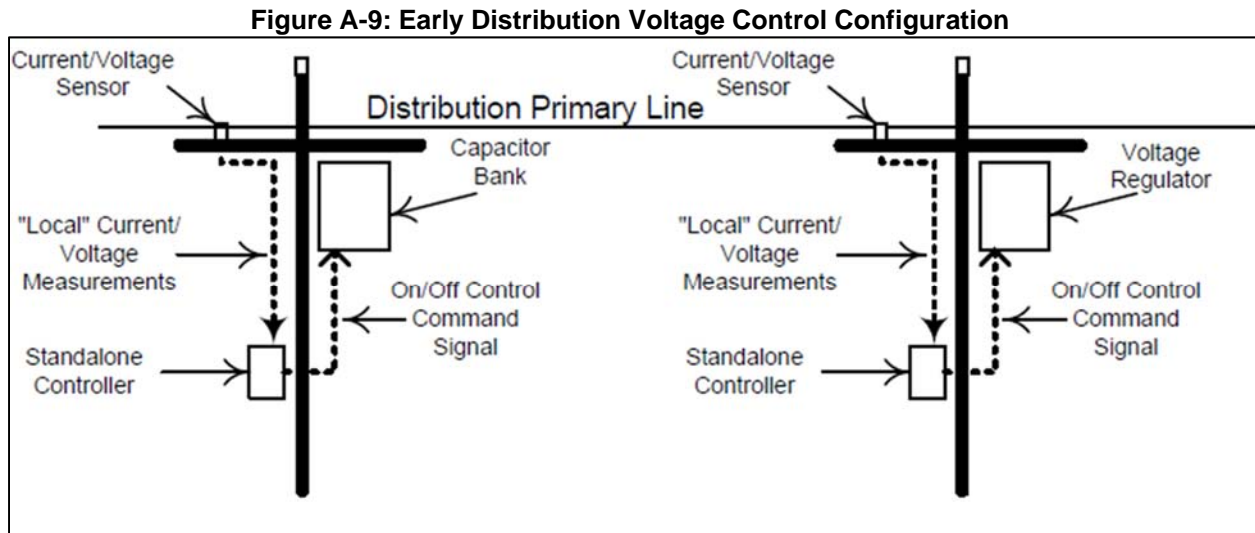 Figure A-9: Early Distribution Voltage Control Configuration
Current/Voltage
Sensor
Distribution Primary Line
Capacitor
Bank
"Local" Current/
Voltage
Measurements
On/Off Control
Command
Signal
Standalone
Controller
Current/Voltage
Sensor
Voltage
Regulator
"Local" Current/
Voltage
Measurements
On/Off Control
Command
Signal
Standalone
Controller